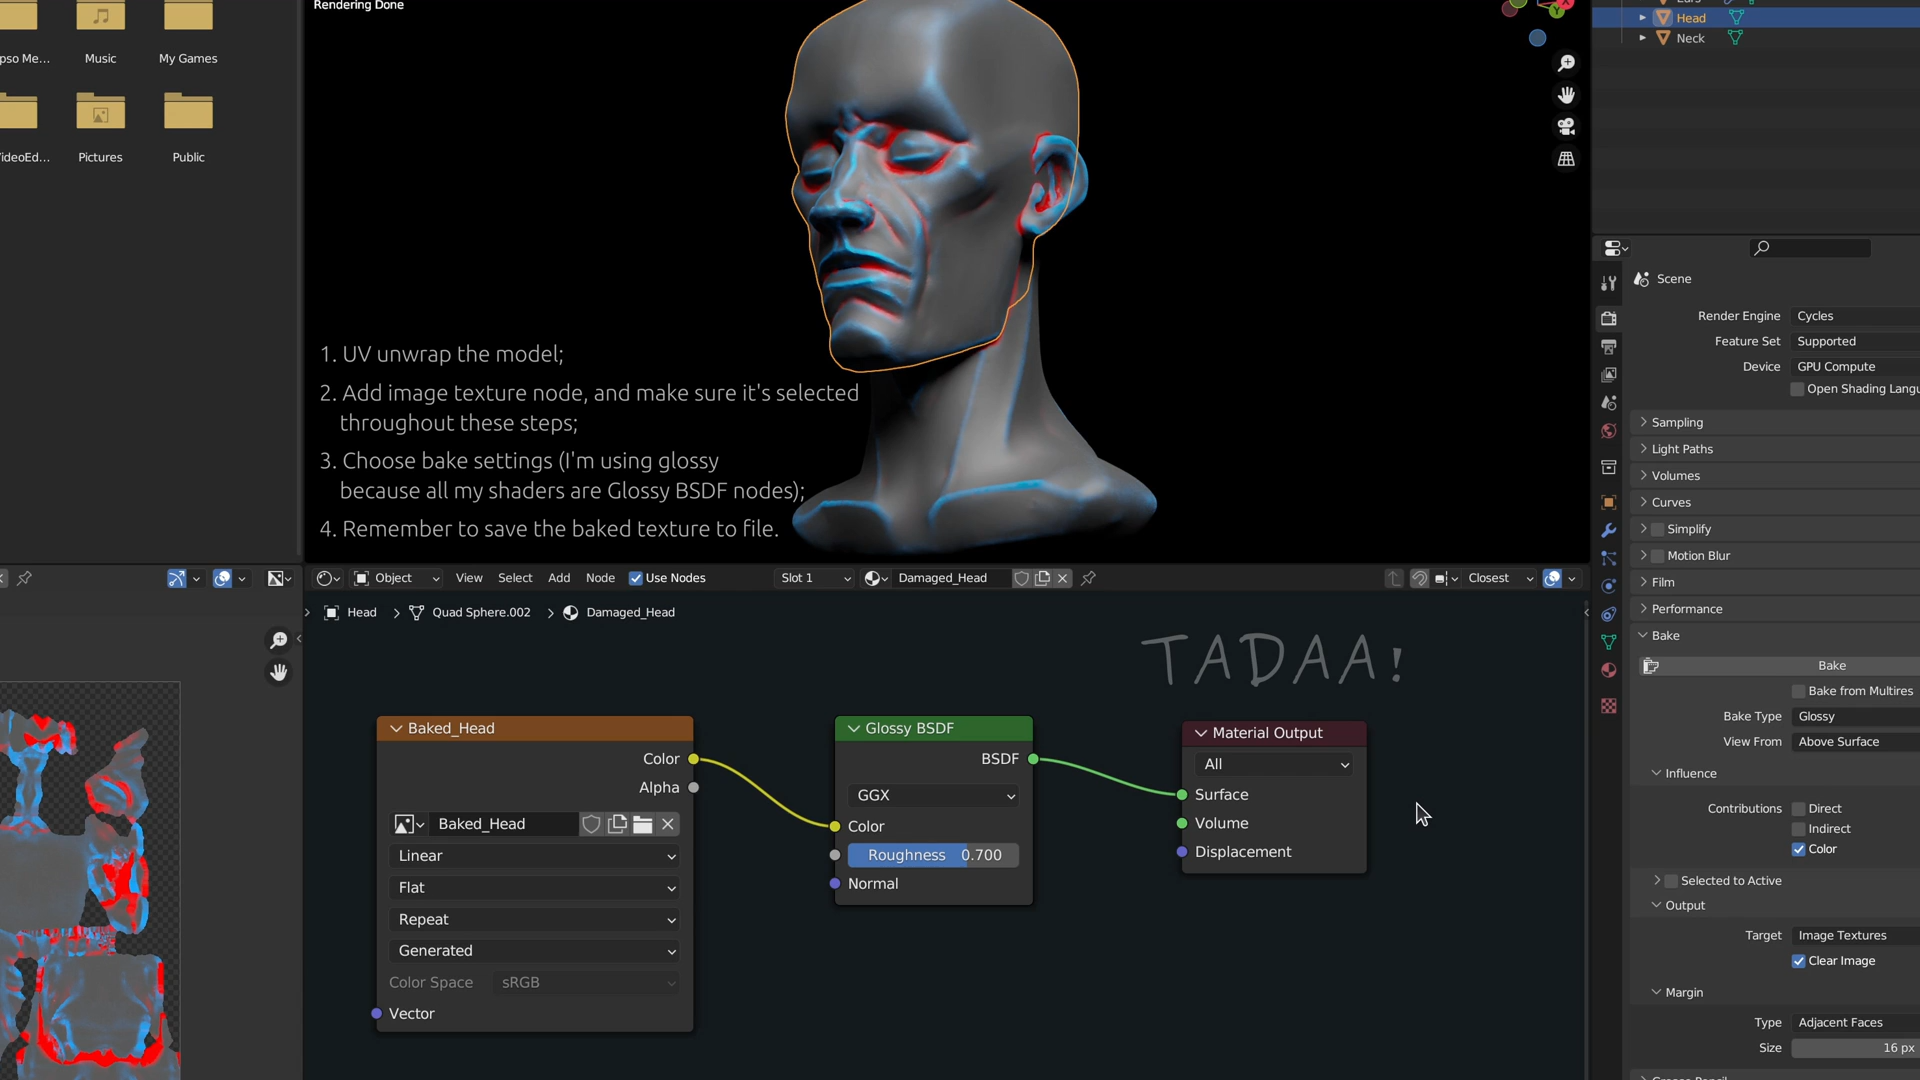 Rendering Done
Head
Neck
pso Me...
Music
My Games
ideoEd...
Pictures
Public
1. UV unwrap the model;
2. Add image texture node, and make sure it's selected
throughout these steps;
3. Choose bake settings (I'm using glossy
because all my shaders are Glossy BSDF nodes);
4. Remember to save the baked texture to file.
Scene
Render Engine Cycles
Feature Set Supported
Device GPU Compute
Open Shading Langu
Sampling
Light Paths
Volumes
Curves
Simplify
Motion Blur
Film
Performance
Bake
Bake
Bake from Multires
Bake Type Glossy
View From Above Surface
Influence
Contributions Direct
Indirect
Color
Selected to Active
Output
Target Image Textures
Clear Image
Margin
Type Adjacent Faces
Size 16 px
Object View Select Add Node Use Nodes Slot 1 Damaged_Head Closest
Head Quad Sphere.002 Damaged_Head
TADAA!
Baked_Head
Color
Alpha
Baked_Head
Linear
Flat
Repeat
Generated
Color Space sRGB
Vector
Glossy BSDF
BSDF
GGX
Color
Roughness 0.700
Normal
Material Output
All
Surface
Volume
Displacement